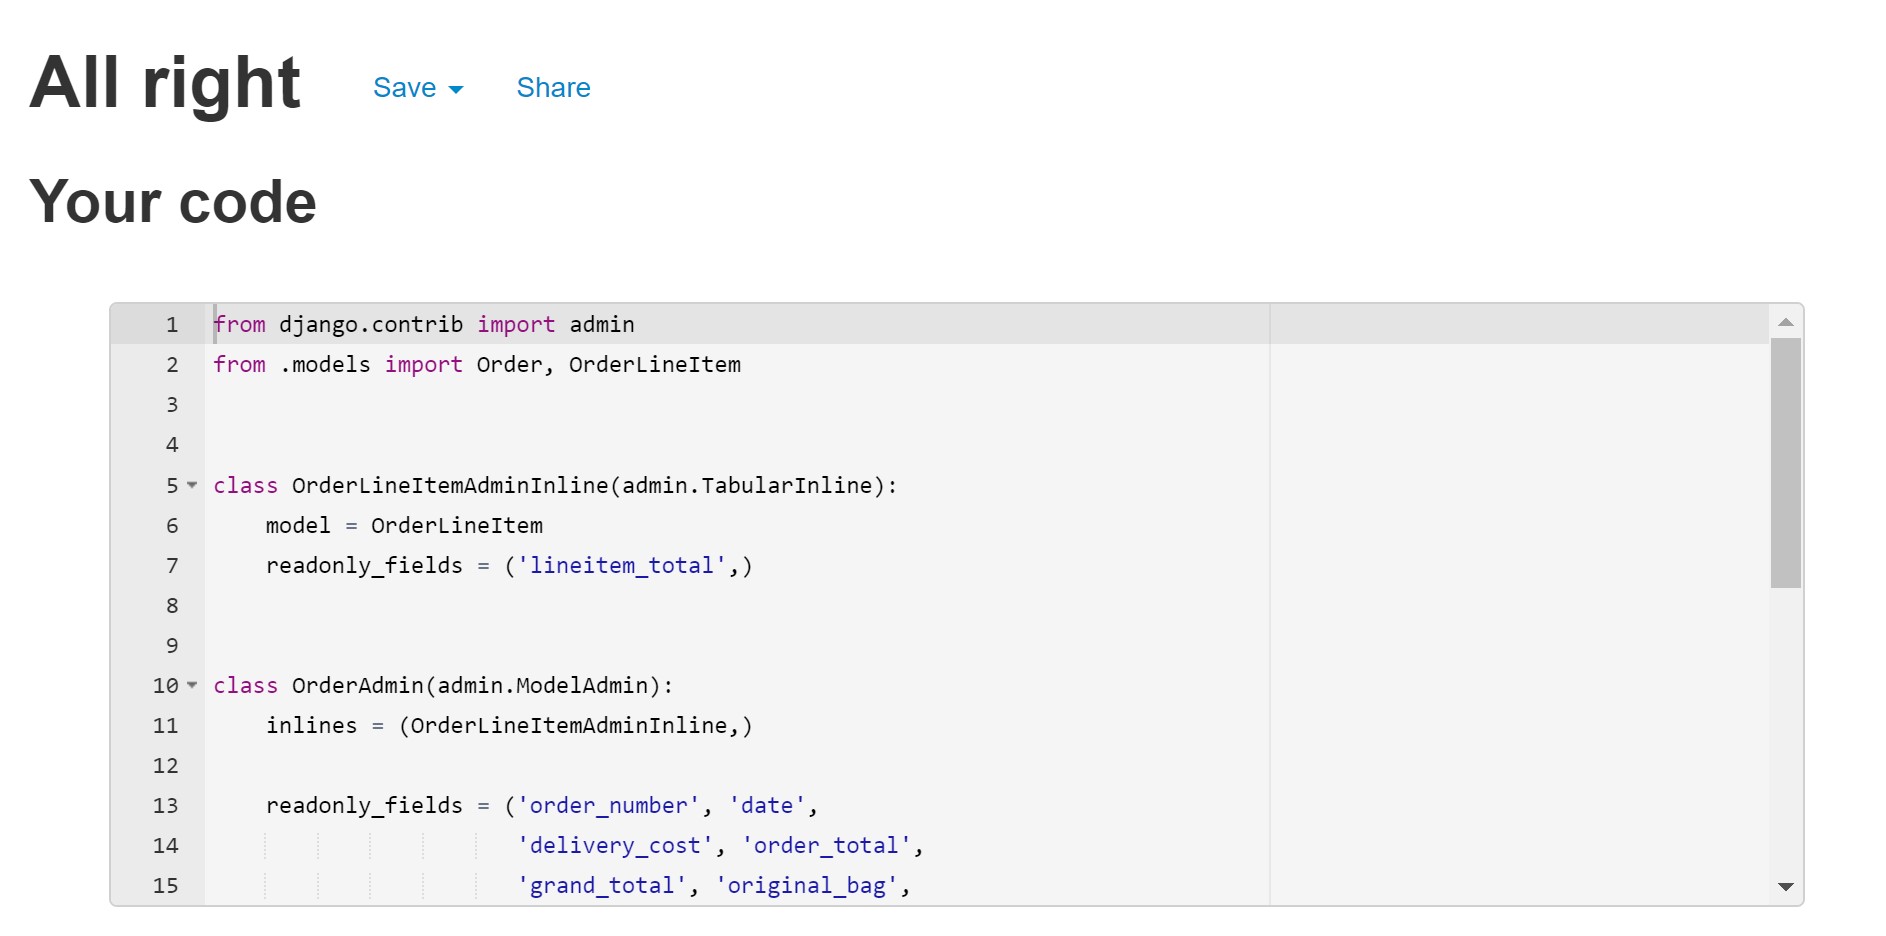 All right Save Share
Your code
1 from django.contrib import admin
2 from .models import Order, OrderLineItem
3
4
5 class OrderLineItemAdminInline(admin.TabularInline):
6     model = OrderLineItem
7     readonly_fields = ('lineitem_total',)
8
9
10 class OrderAdmin(admin.ModelAdmin):
11     inlines = (OrderLineItemAdminInline,)
12
13     readonly_fields = ('order_number', 'date',
14                        'delivery_cost', 'order_total',
15                        'grand_total', 'original_bag',